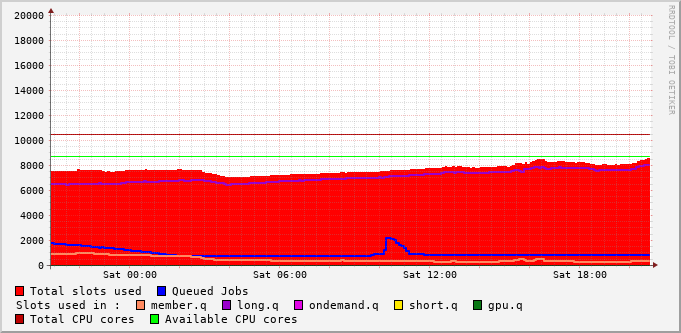 20000
18000
16000
14000
12000
10000
8000
6000
4000
2000
0
Sat 00:00 Sat 06:00 Sat 12:00 Sat 18:00
Total slots used Queued Jobs
Slots used in : member.q long.q ondemand.q short.q gpu.q
Total CPU cores Available CPU cores
RRDTOOL / TOBI OETIKER